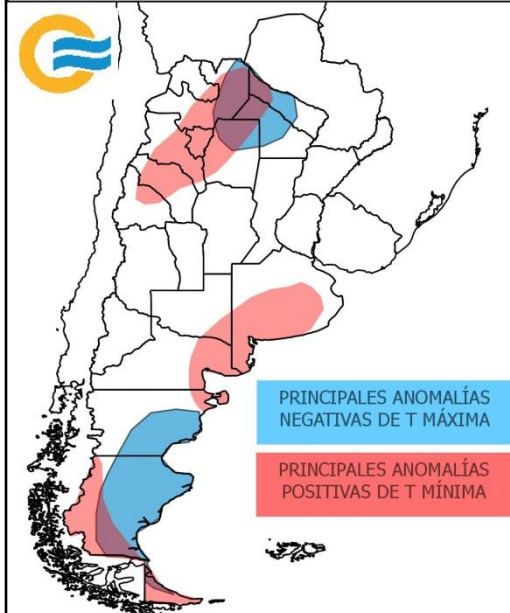 PRINCIPALES ANOMALÍAS
NEGATIVAS DE T MÁXIMA
PRINCIPALES ANOMALÍAS
POSITIVAS DE T MÍNIMA